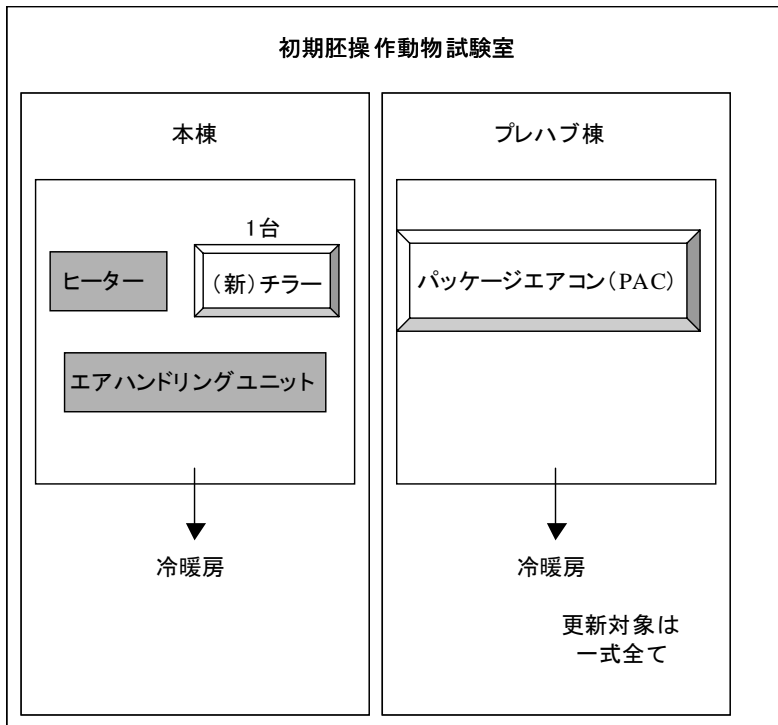 初期胚操作動物試験室
本棟
1台
ヒーター
（新）チラー
エアハンドリングユニット
冷暖房
プレハブ棟
パッケージエアコン（PAC）
冷暖房
更新対象は
一式全て